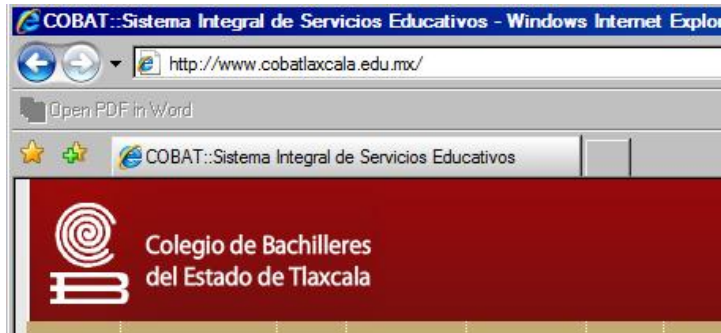 COBAT::Sistema Integral de Servicios Educativos - Windows Internet Explor
http://www.cobatlaxcala.edu.mx/
Open PDF in Word
COBAT::Sistema Integral de Servicios Educativos
Colegio de Bachilleres
del Estado de Tlaxcala